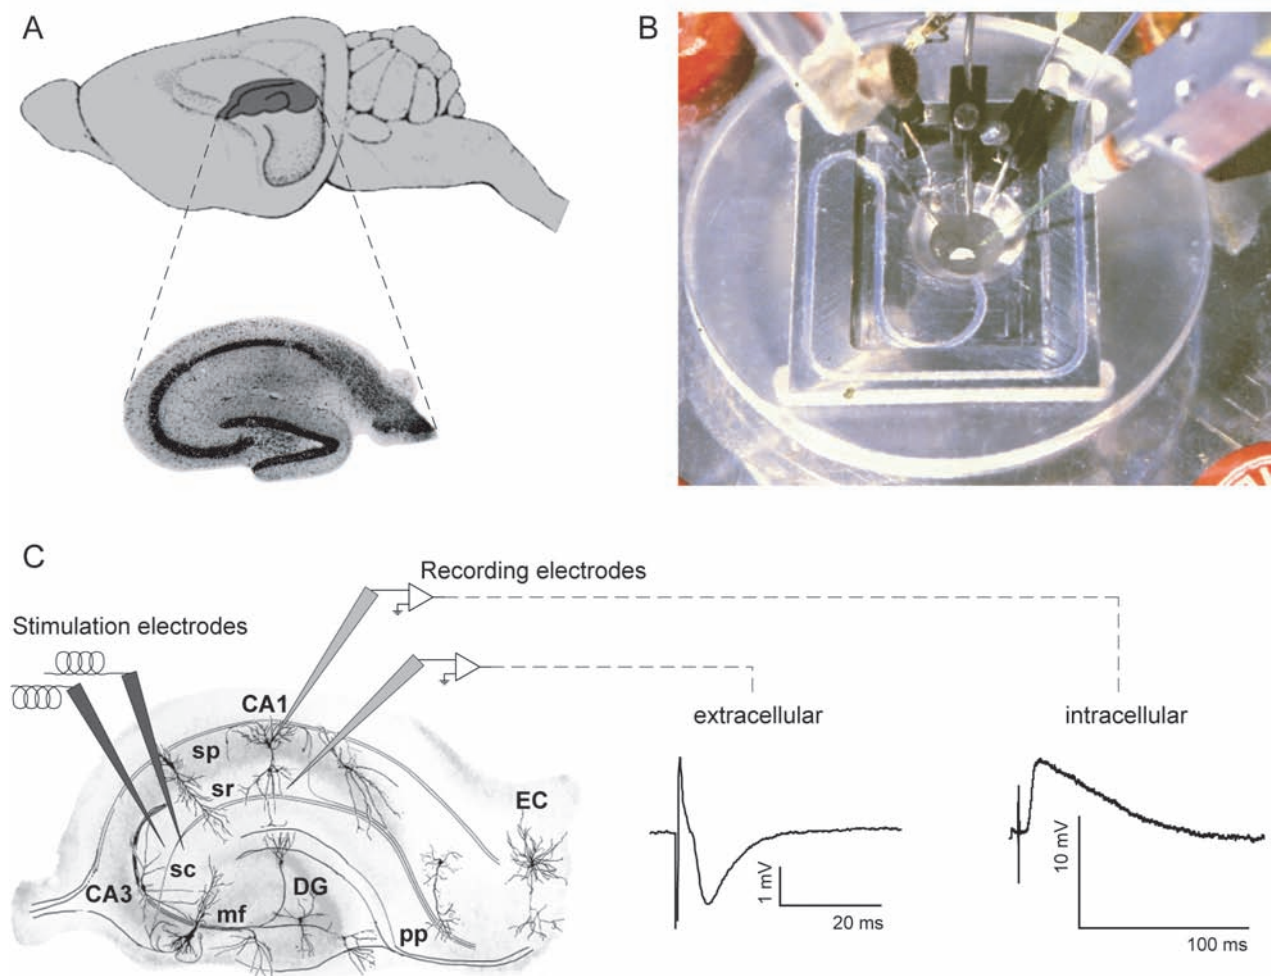 A
B
C
Recording electrodes
Stimulation electrodes
CA1
extracellular
intracellular
sp
sr
EC
sc
CA3
DG
mf
pp
1 mV
20 ms
10 mV
100 ms